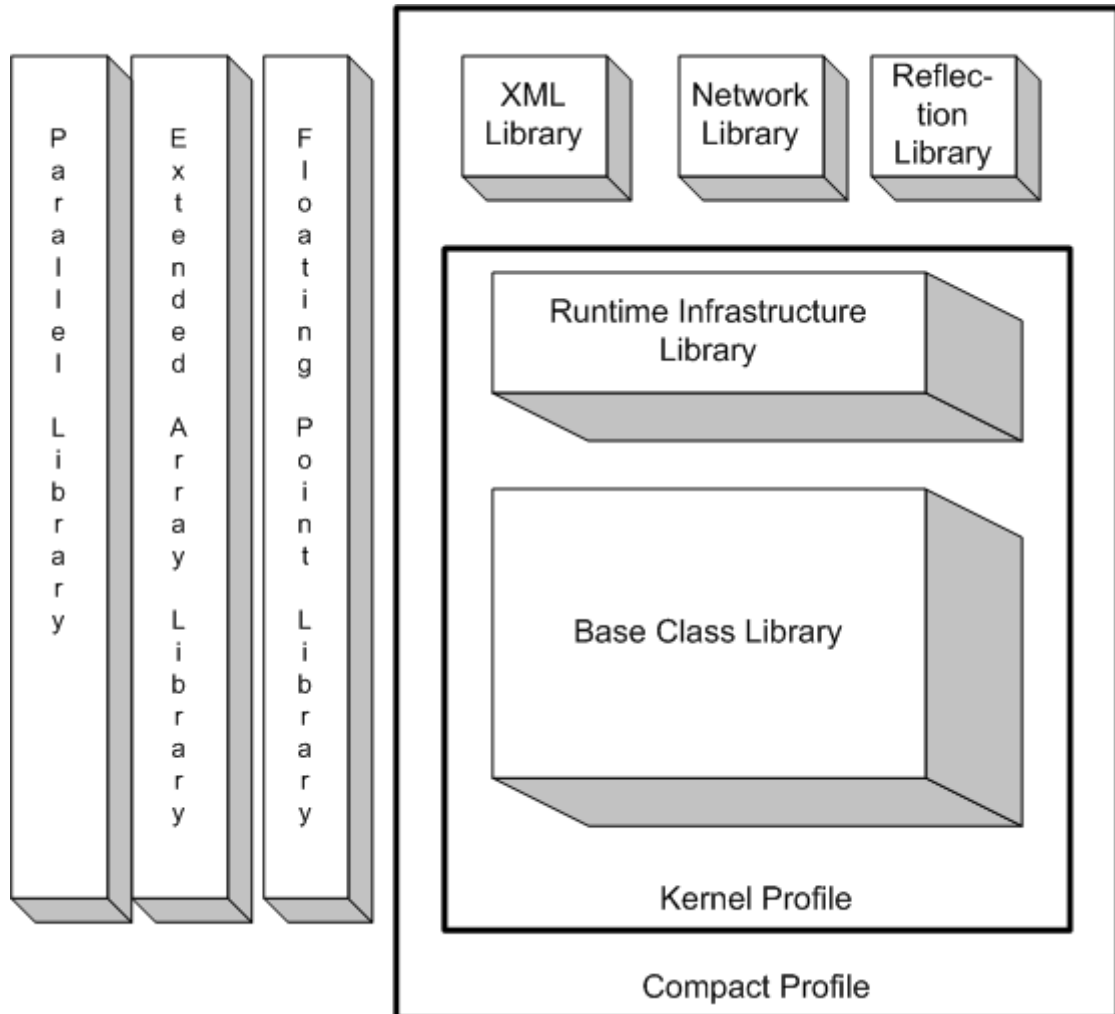 Parallel Library
Extended Array Library
Floating Point Library
XML
Library
Network
Library
Reflec-
tion
Library
Runtime Infrastructure
Library
Base Class Library
Kernel Profile
Compact Profile